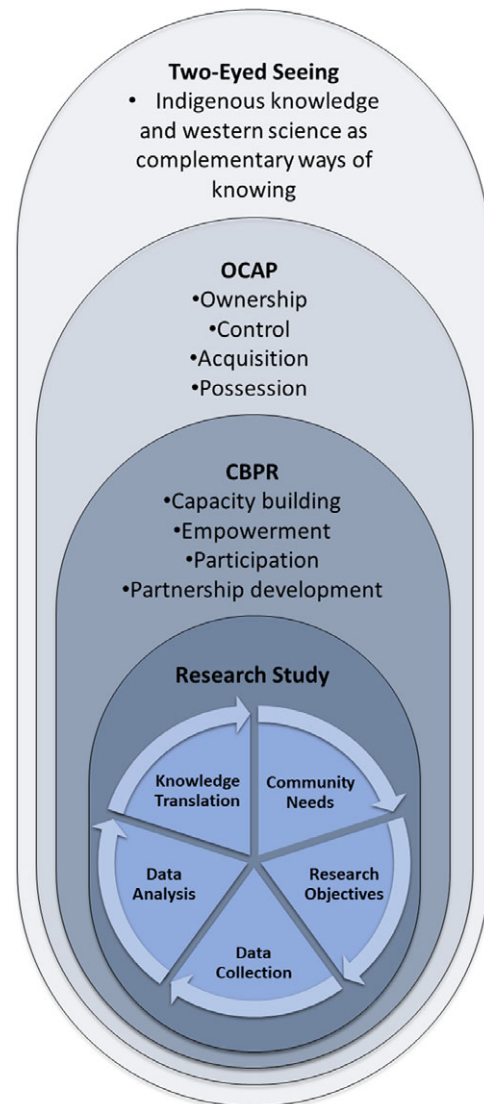 Two-Eyed Seeing
• Indigenous knowledge
and western science as
complementary ways of
knowing
OCAP
•Ownership
•Control
•Acquisition
•Possession
CBPR
•Capacity building
•Empowerment
•Participation
•Partnership development
Research Study
Knowledge
Translation
Community
Needs
Data
Analysis
Research
Objectives
Data
Collection